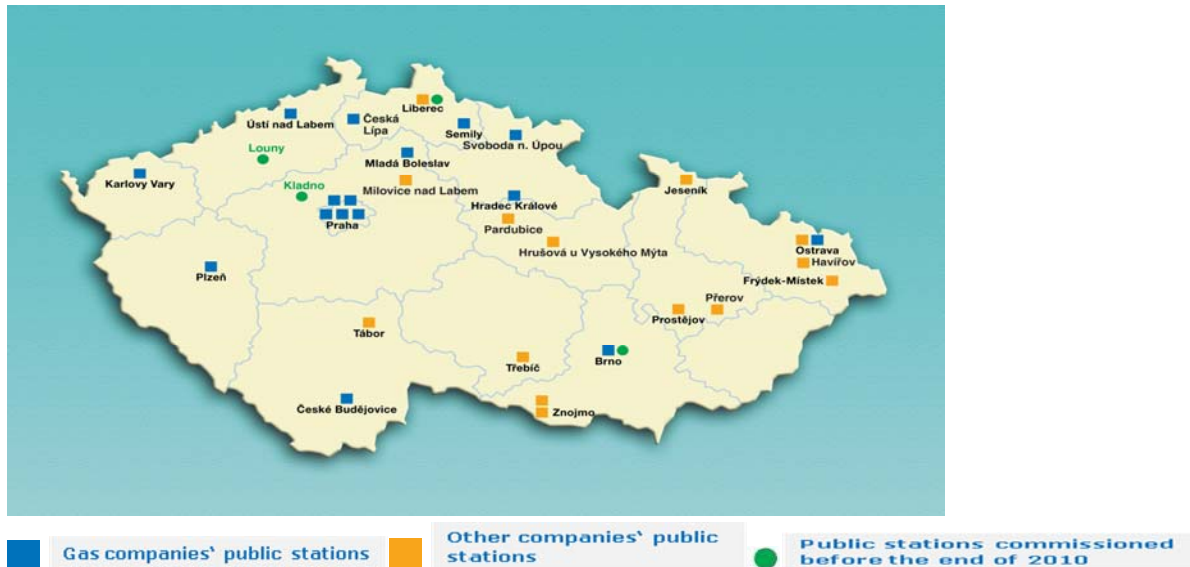 Liberec
Ústí nad Labem
Česká
Lípa
Semily
Svoboda n. Úpou
Louny
Mladá Boleslav
Karlovy Vary
Kladno
Milovice nad Labem
Jeseník
Hradec Králové
Praha
Pardubice
Hrušová u Vysokého Mýta
Ostrava
Havířov
Plzeň
Frýdek-Místek
Přerov
Prostějov
Tábor
Třebíč
Brno
České Budějovice
Znojmo
Gas companies' public stations
Other companies' public
stations
Public stations commissioned
before the end of 2010